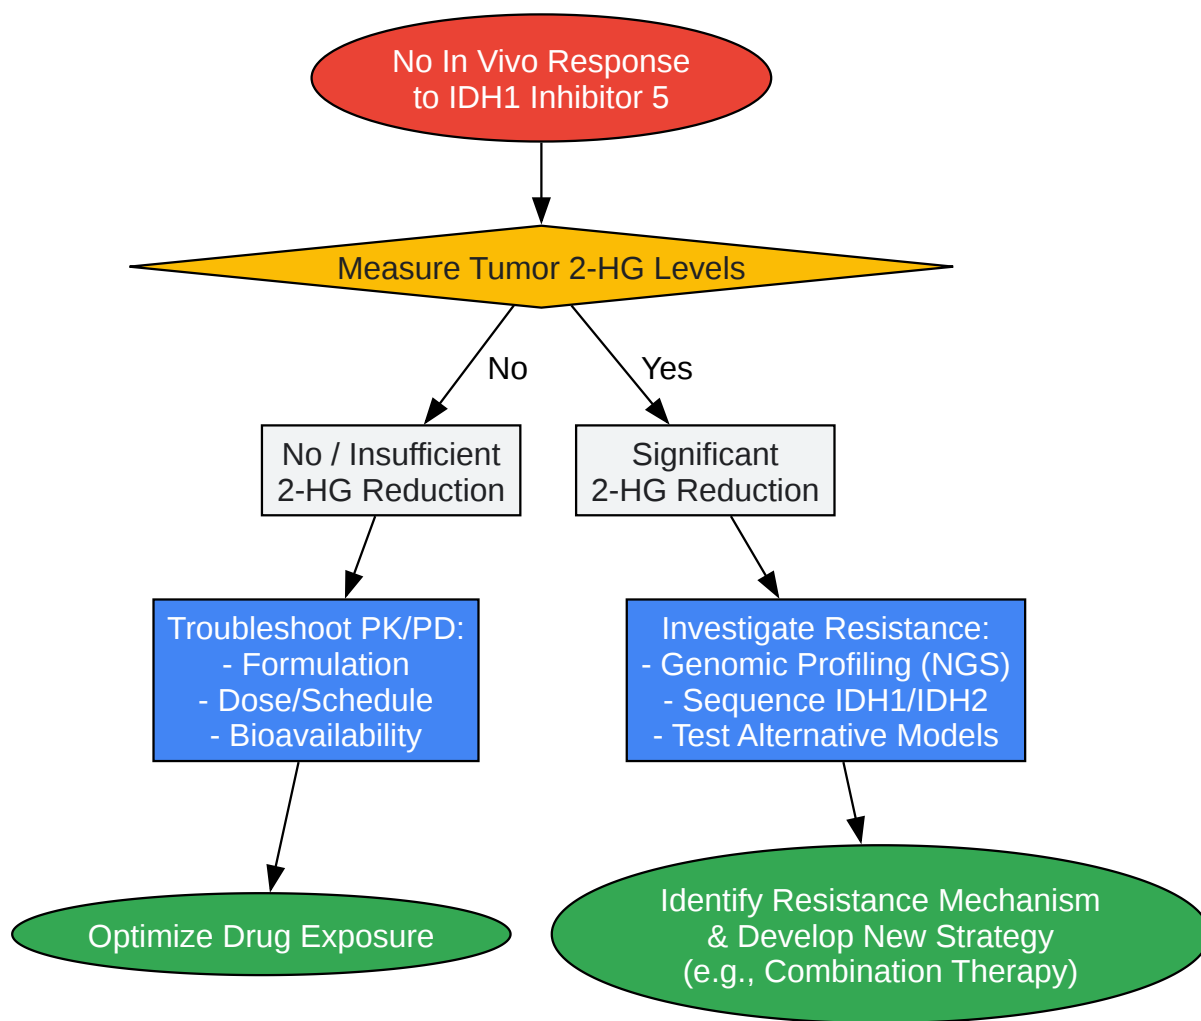 No In Vivo Response
to IDH1 Inhibitor 5
Measure Tumor 2-HG Levels
No
Yes
No / Insufficient
2-HG Reduction
Significant
2-HG Reduction
Troubleshoot PK/PD:
- Formulation
- Dose/Schedule
- Bioavailability
Investigate Resistance:
- Genomic Profiling (NGS)
- Sequence IDH1/IDH2
- Test Alternative Models
Optimize Drug Exposure
Identify Resistance Mechanism
& Develop New Strategy
(e.g., Combination Therapy)